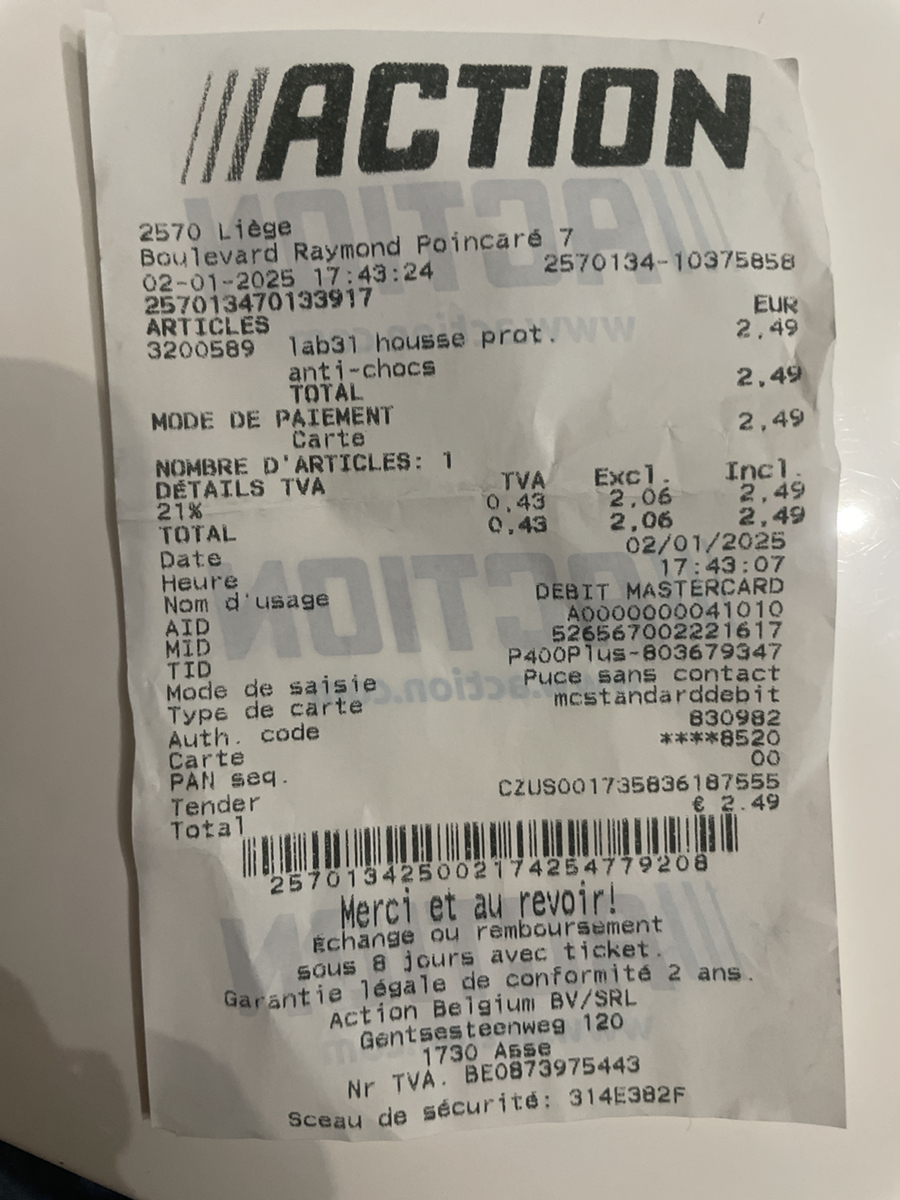 ACTION
2570 Liège
Boulevard Raymond Poincaré 7
02-01-2025 17:43:24 2570134-10375858
257013470133917
ARTICLES EUR
3200589 lab31 housse prot. 2,49
anti-chocs
TOTAL 2,49
MODE DE PAIEMENT
Carte 2,49
NOMBRE D'ARTICLES: 1
DÉTAILS TVA TVA Excl. Incl.
21% 0,43 2,06 2,49
TOTAL 0,43 2,06 2,49
Date 02/01/2025
Heure 17:43:07
Nom d'usage DEBIT MASTERCARD
AID A0000000041010
MID 526567002221617
TID P400Plus-803679347
Mode de saisie Puce sans contact
Type de carte mcstandarddebit
Auth. code 830982
Carte ****8520
PAN seq. 00
Tender CZUS001735836187555
Total € 2.49
2570134250021742547792​08
Merci et au revoir!
Échange ou remboursement
sous 8 jours avec ticket.
Garantie légale de conformité 2 ans.
Action Belgium BV/SRL
Gentsesteenweg 120
1730 Asse
Nr TVA. BE0873975443
Sceau de sécurité: 314E382F